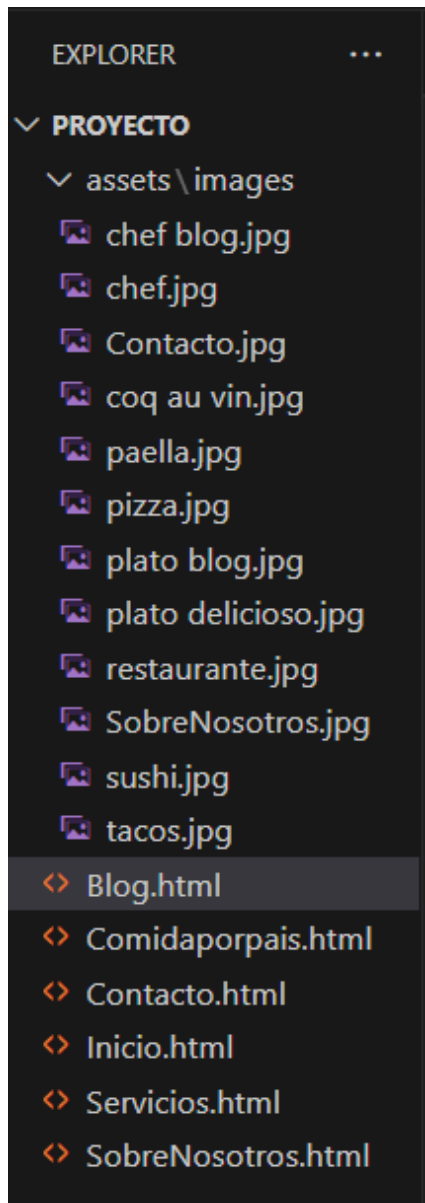 EXPLORER ...
PROYECTO
assets\images
chef blog.jpg
chef.jpg
Contacto.jpg
coq au vin.jpg
paella.jpg
pizza.jpg
plato blog.jpg
plato delicioso.jpg
restaurante.jpg
SobreNosotros.jpg
sushi.jpg
tacos.jpg
Blog.html
Comidaporpais.html
Contacto.html
Inicio.html
Servicios.html
SobreNosotros.html